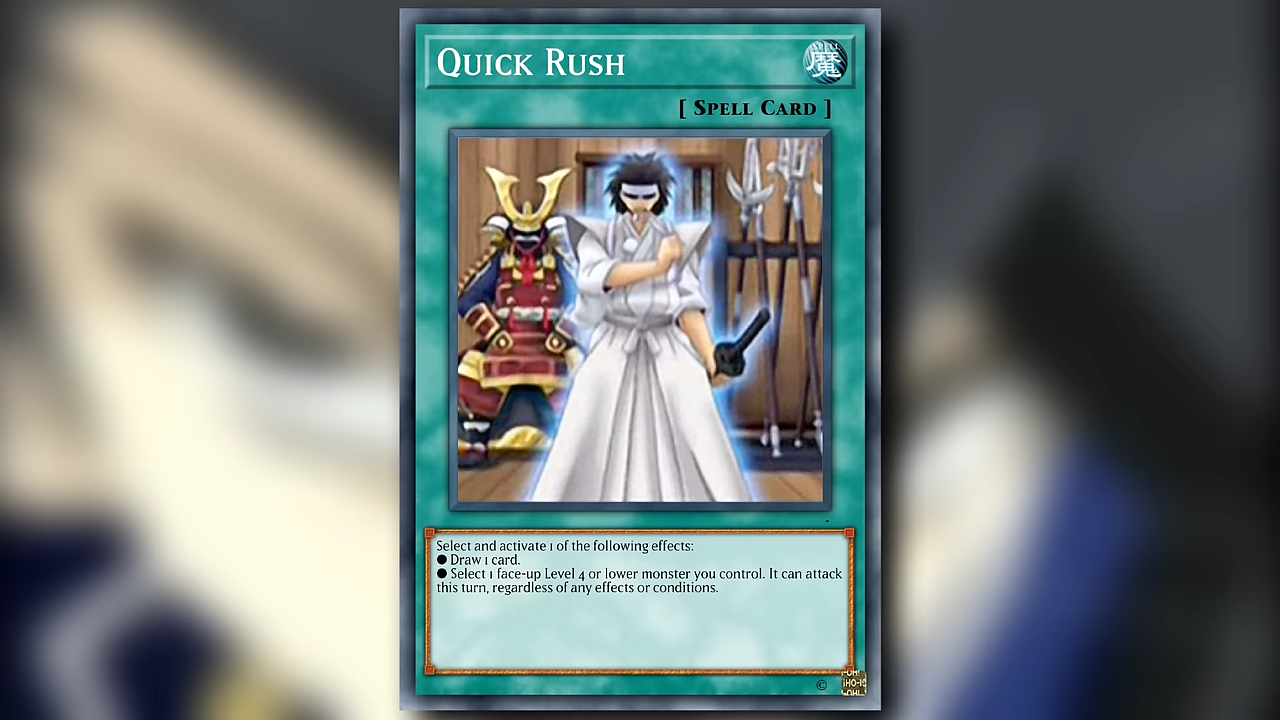 Quick Rush
魔
[ Spell Card ]
Select and activate 1 of the following effects:
● Draw 1 card.
● Select 1 face-up Level 4 or lower monster you control. It can attack
this turn, regardless of any effects or conditions.
©